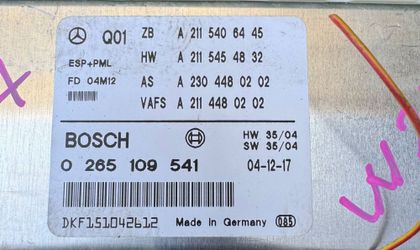 Q01 ZB A 211 540 64 45
HW A 211 545 48 32
ESP+PML
FD 04M12 AS A 230 448 02 02
VAFS A 211 448 02 02
BOSCH HW 35/04
SW 35/04
0 265 109 541 04-12-17
DKF151042612 Made in Germany 085